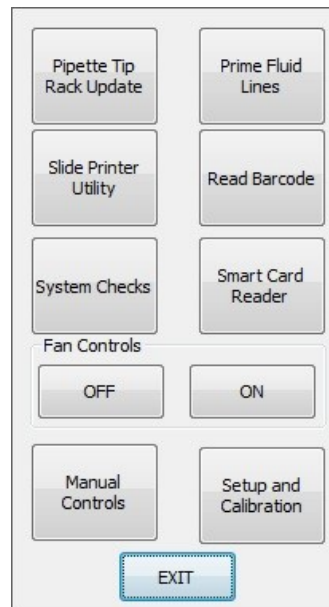 Pipette Tip
Rack Update
Prime Fluid
Lines
Slide Printer
Utility
Read Barcode
System Checks
Smart Card
Reader
Fan Controls
OFF
ON
Manual
Controls
Setup and
Calibration
EXIT